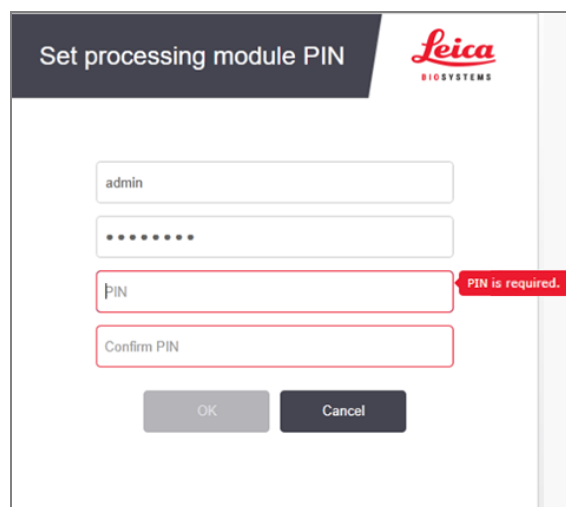 Set processing module PIN
Leica
BIOSYSTEMS
admin
••••••••
PIN
PIN is required.
Confirm PIN
OK
Cancel